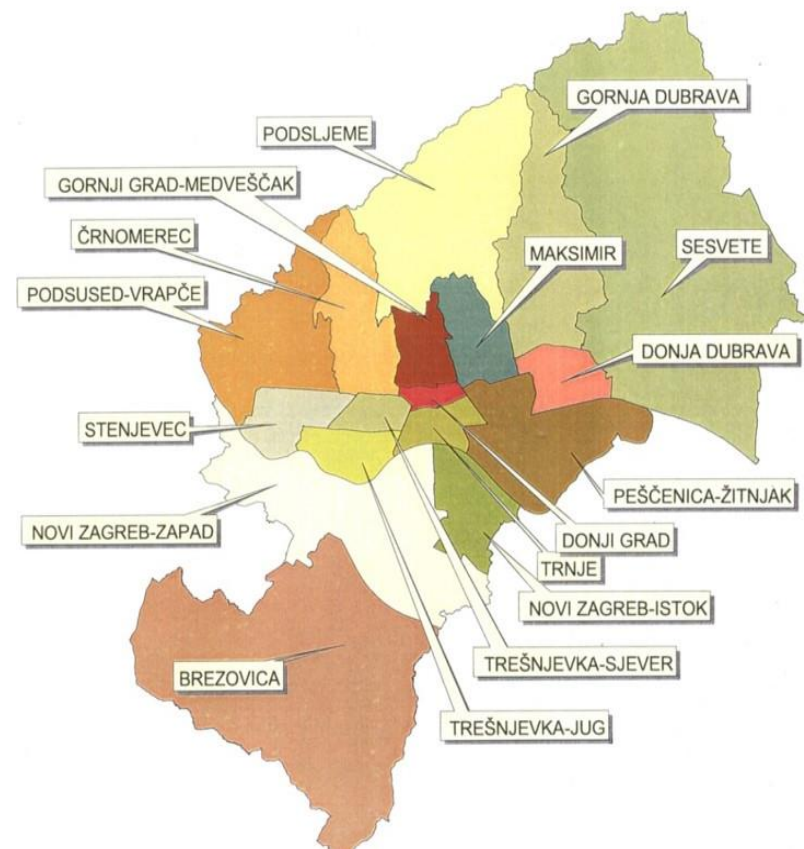 GORNJA DUBRAVA
PODSLJEME
GORNJI GRAD-MEDVEŠČAK
ČRNOMEREC
MAKSIMIR
SESVETE
PODSUSED-VRAPČE
DONJA DUBRAVA
STENJEVEC
PEŠČENICA-ŽITNJAK
NOVI ZAGREB-ZAPAD
DONJI GRAD
TRNJE
NOVI ZAGREB-ISTOK
TREŠNJEVKA-SJEVER
BREZOVICA
TREŠNJEVKA-JUG